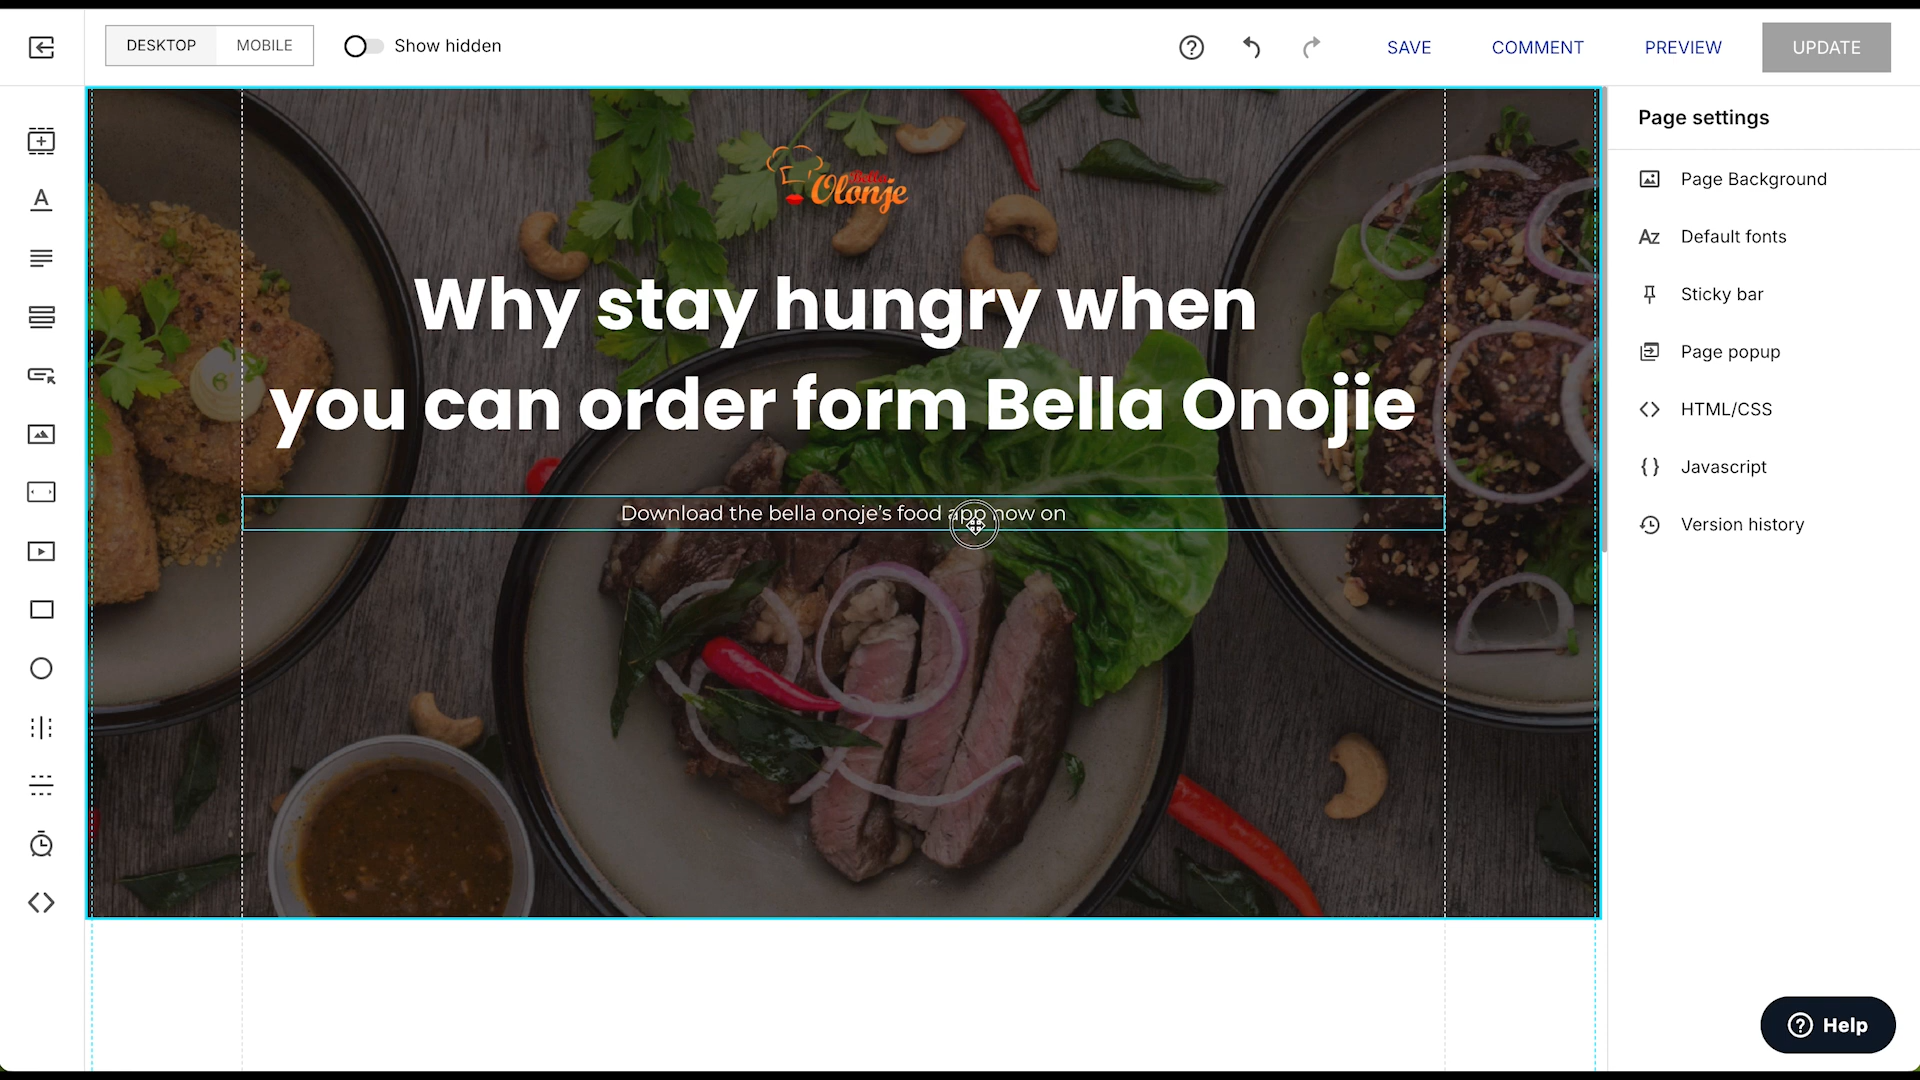 DESKTOP
MOBILE
Show hidden
SAVE
COMMENT
PREVIEW
UPDATE
Page settings
Page Background
Az Default fonts
Sticky bar
Page popup
HTML/CSS
Javascript
Version history
Bella
Olonje
Why stay hungry when
you can order form Bella Onojie
Download the bella onoje's food app now on
Help